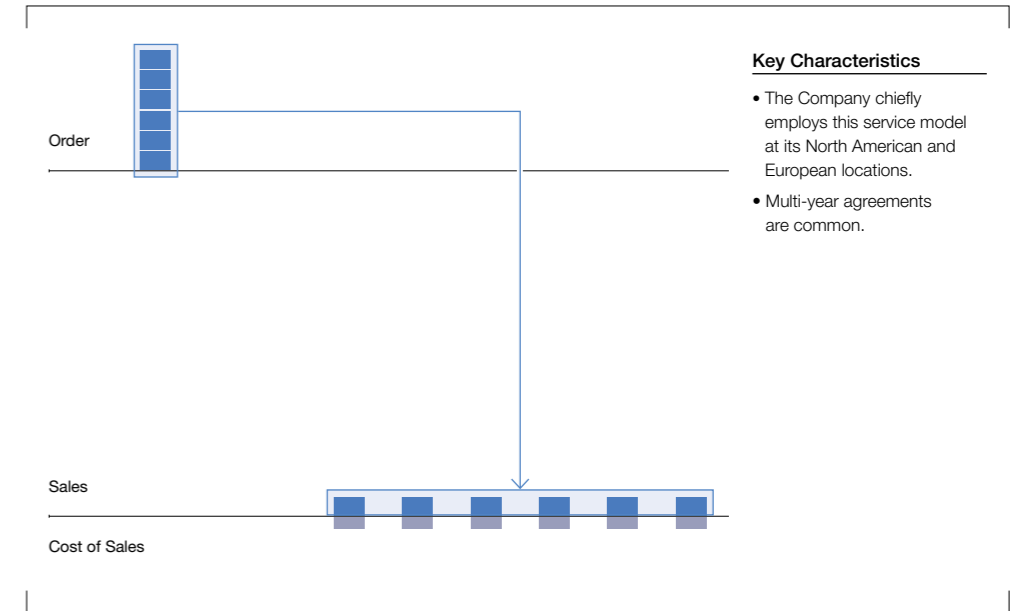 Key Characteristics
• The Company chiefly
employs this service model
at its North American and
European locations.
• Multi-year agreements
are common.
Order
Sales
Cost of Sales